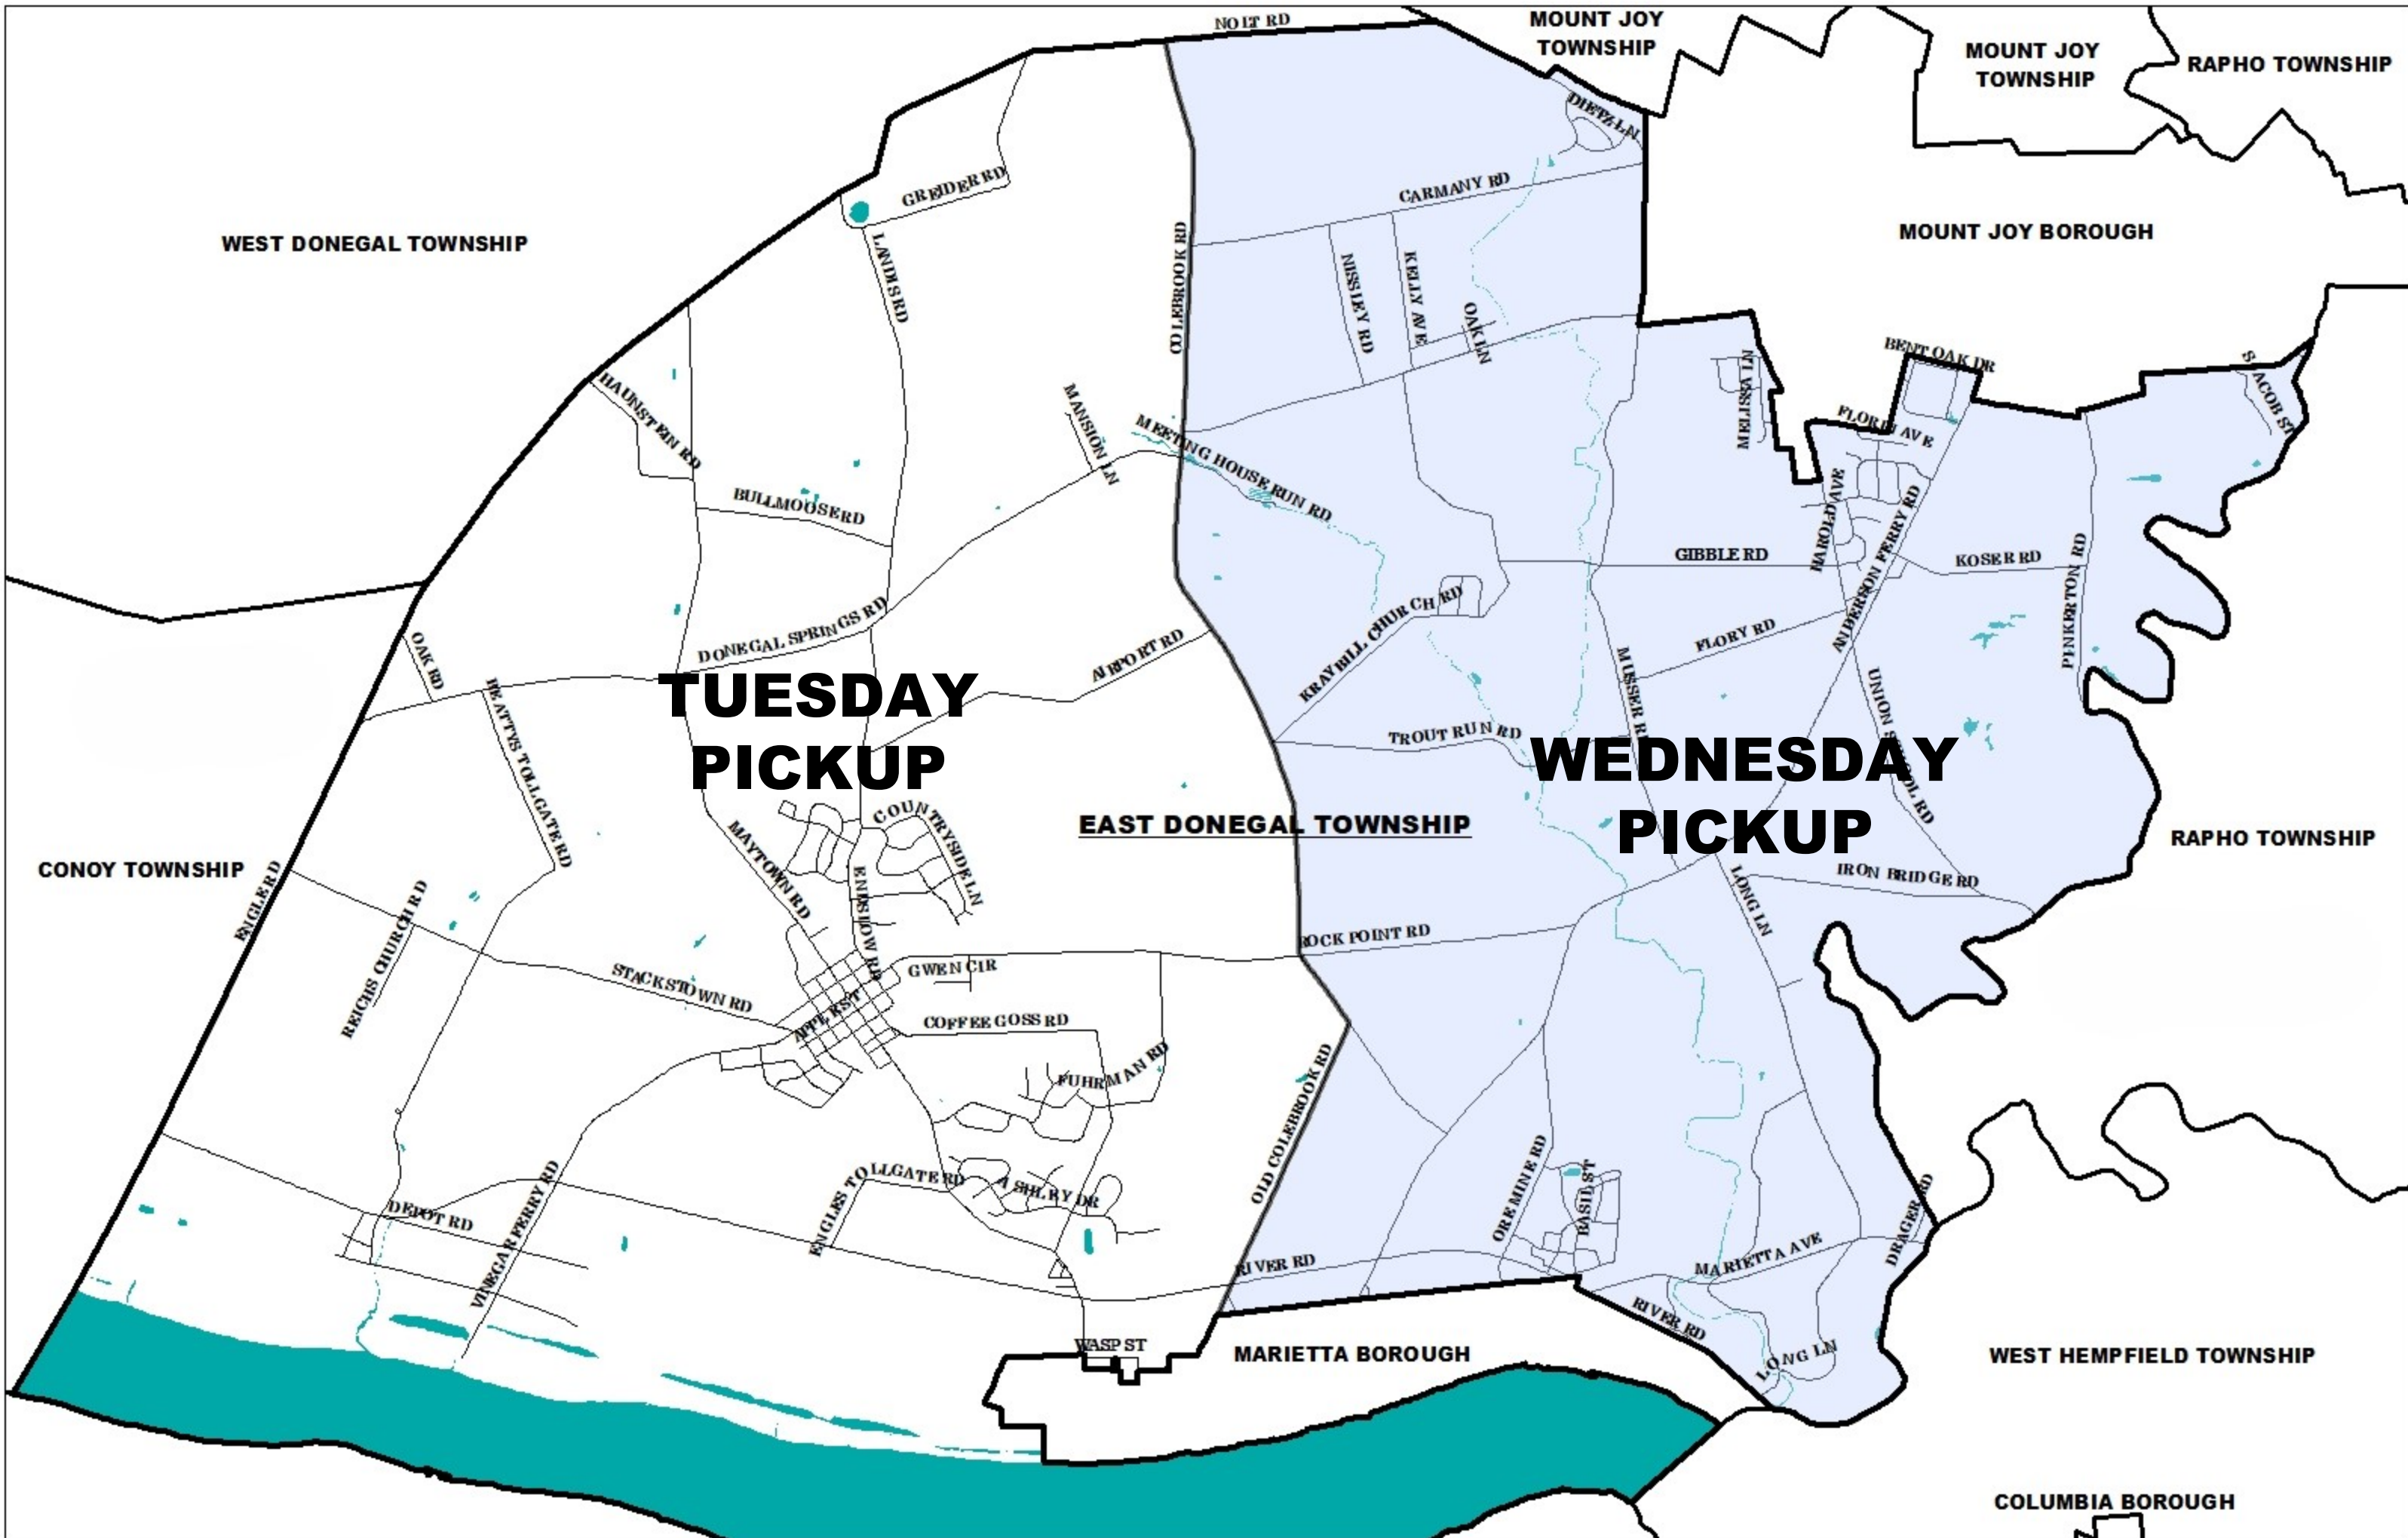 NOLT RD
MOUNT JOY
TOWNSHIP
MOUNT JOY
TOWNSHIP
RAPHO TOWNSHIP
DIETZ LN
GREIDER RD
CARMANY RD
WEST DONEGAL TOWNSHIP
MOUNT JOY BOROUGH
LANDIS RD
COLEBROOK RD
NISSLEY RD
KELLY AVE
OAK LN
HAUNSTEIN RD
MANSION LN
MELISSA LN
BENT OAK DR
S JACOB ST
FLORIN AVE
MEETING HOUSE RUN RD
BULLMOOSE RD
HAROLD AVE
ANDERSON FERRY RD
GIBBLE RD
KOSER RD
PINKERTON RD
OAK RD
DONEGAL SPRINGS RD
AIRPORT RD
KRAYBILL CHURCH RD
FLORY RD
MUSSER RD
UNION SCHOOL RD
BEATTYS TOLLGATE RD
TROUT RUN RD
TUESDAY
PICKUP
WEDNESDAY
PICKUP
EAST DONEGAL TOWNSHIP
RAPHO TOWNSHIP
CONOY TOWNSHIP
MAYTOWN RD
COUNTRYSIDE LN
ENDSLOW RD
ENGLE RD
REICHS CHURCH RD
IRON BRIDGE RD
LONG LN
ROCK POINT RD
STACKSTOWN RD
GWEN CIR
APPLE ST
COFFEE GOSS RD
FUHRMAN RD
OLD COLEBROOK RD
ENGLES TOLLGATE RD
ASHLEY DR
ORE MINE RD
BASIL ST
DRAGER RD
DEPOT RD
VINEGAR FERRY RD
RIVER RD
MARIETTA AVE
RIVER RD
LONG LN
WASP ST
MARIETTA BOROUGH
WEST HEMPFIELD TOWNSHIP
COLUMBIA BOROUGH